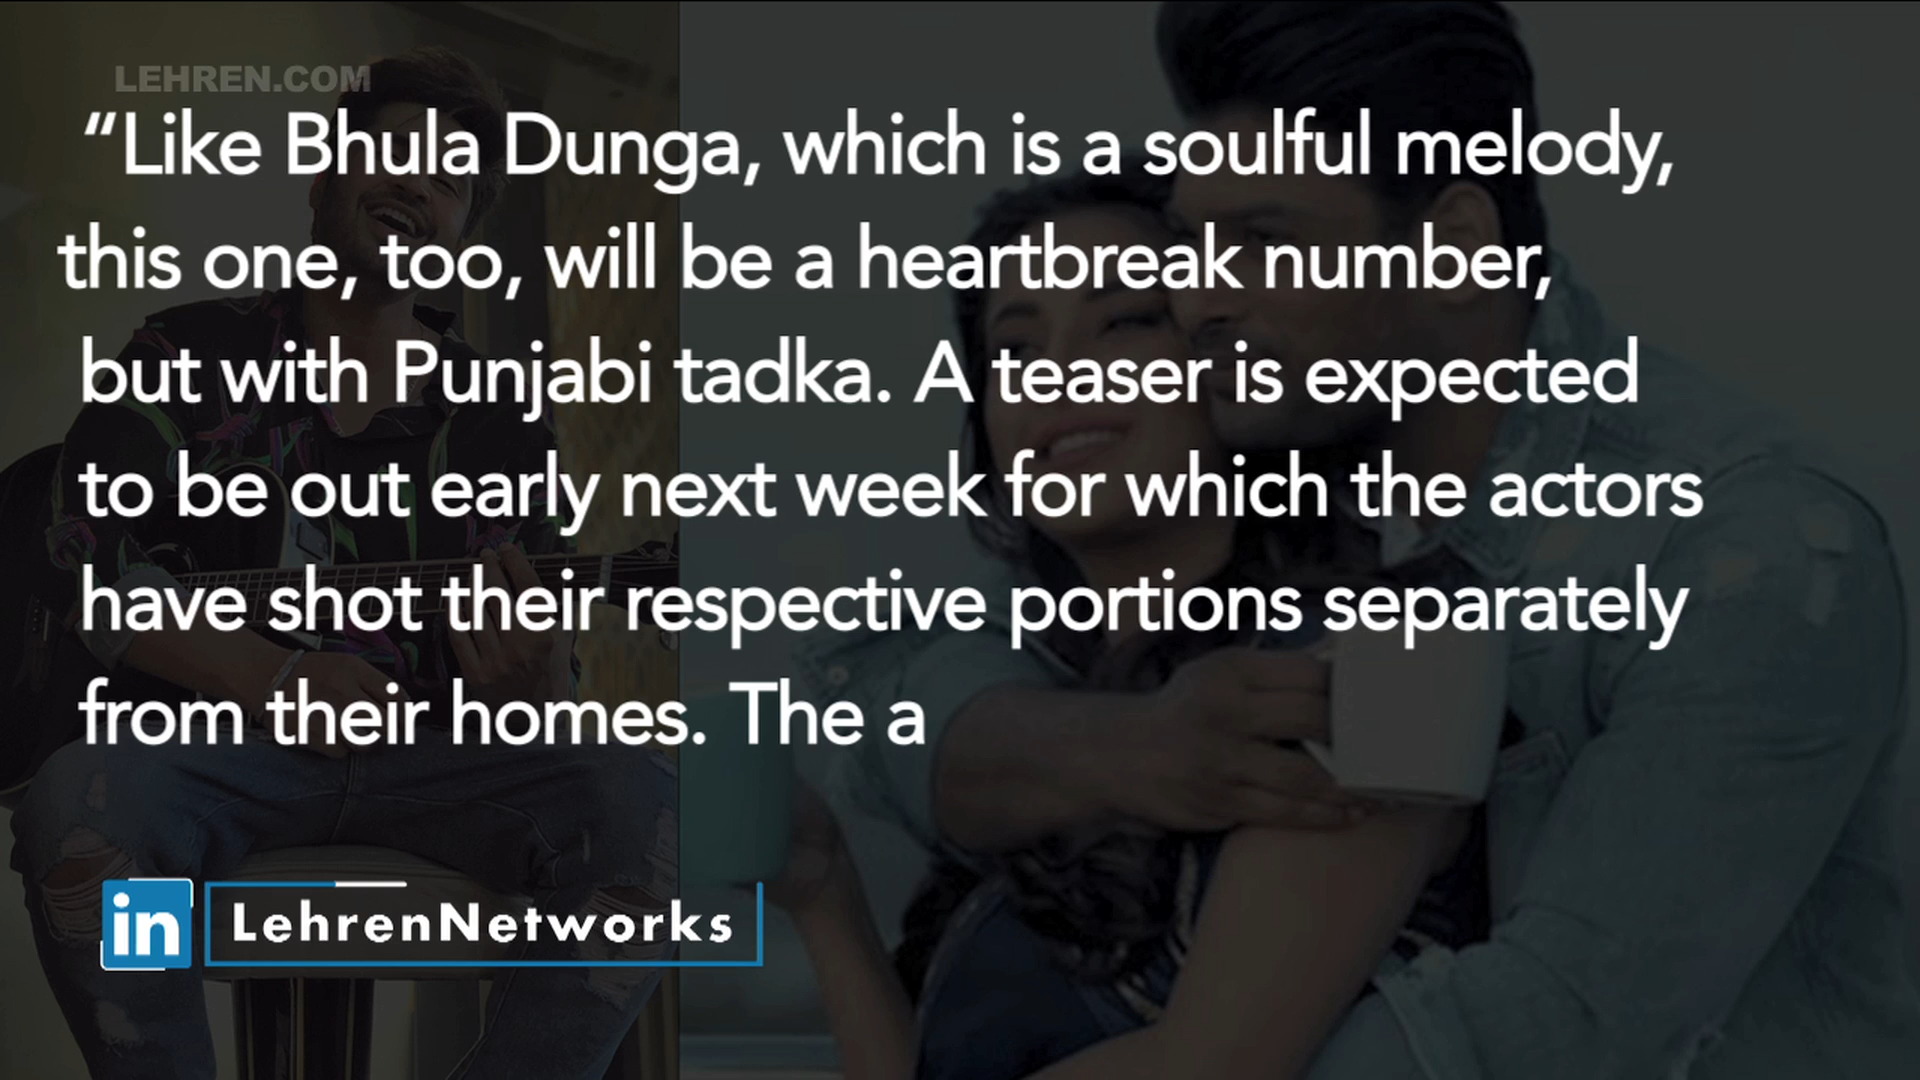 LEHREN.COM
“Like Bhula Dunga, which is a soulful melody,
this one, too, will be a heartbreak number,
but with Punjabi tadka. A teaser is expected
to be out early next week for which the actors
have shot their respective portions separately
from their homes. The a
in LehrenNetworks